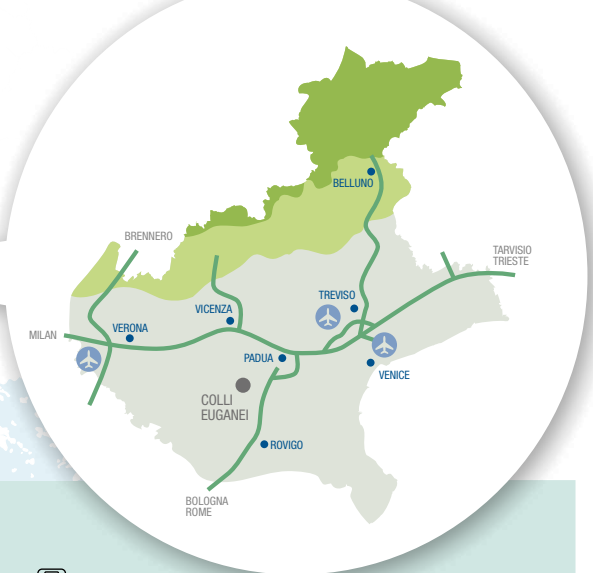 BELLUNO
BRENNERO
TARVISIO
TRIESTE
TREVISO
VICENZA
VERONA
MILAN
PADUA
VENICE
COLLI
EUGANEI
ROVIGO
BOLOGNA
ROME